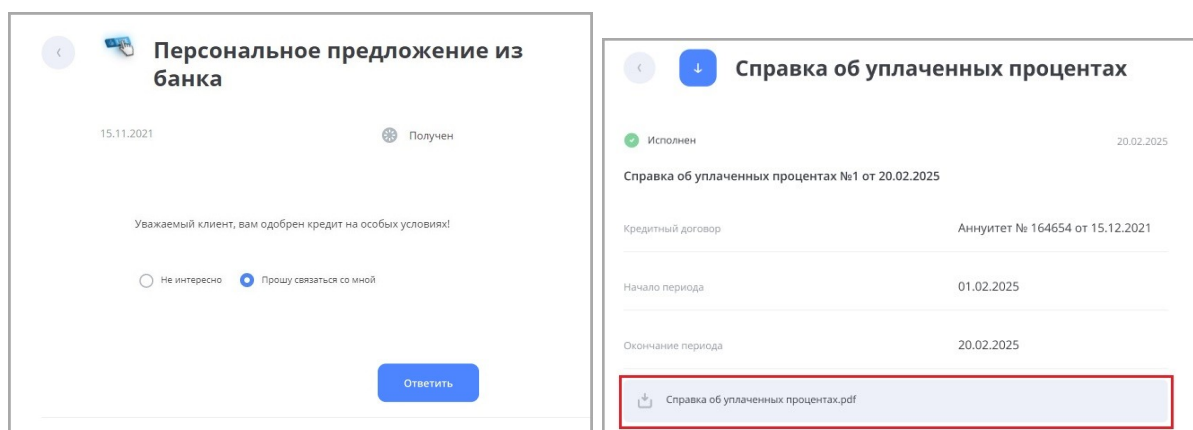 Персональное предложение из
банка
15.11.2021
Получен
Уважаемый клиент, вам одобрен кредит на особых условиях!
Не интересно
Прошу связаться со мной
Ответить
Справка об уплаченных процентах
Исполнен
20.02.2025
Справка об уплаченных процентах №1 от 20.02.2025
Кредитный договор
Аннуитет № 164654 от 15.12.2021
Начало периода
01.02.2025
Окончание периода
20.02.2025
Справка об уплаченных процентах.pdf